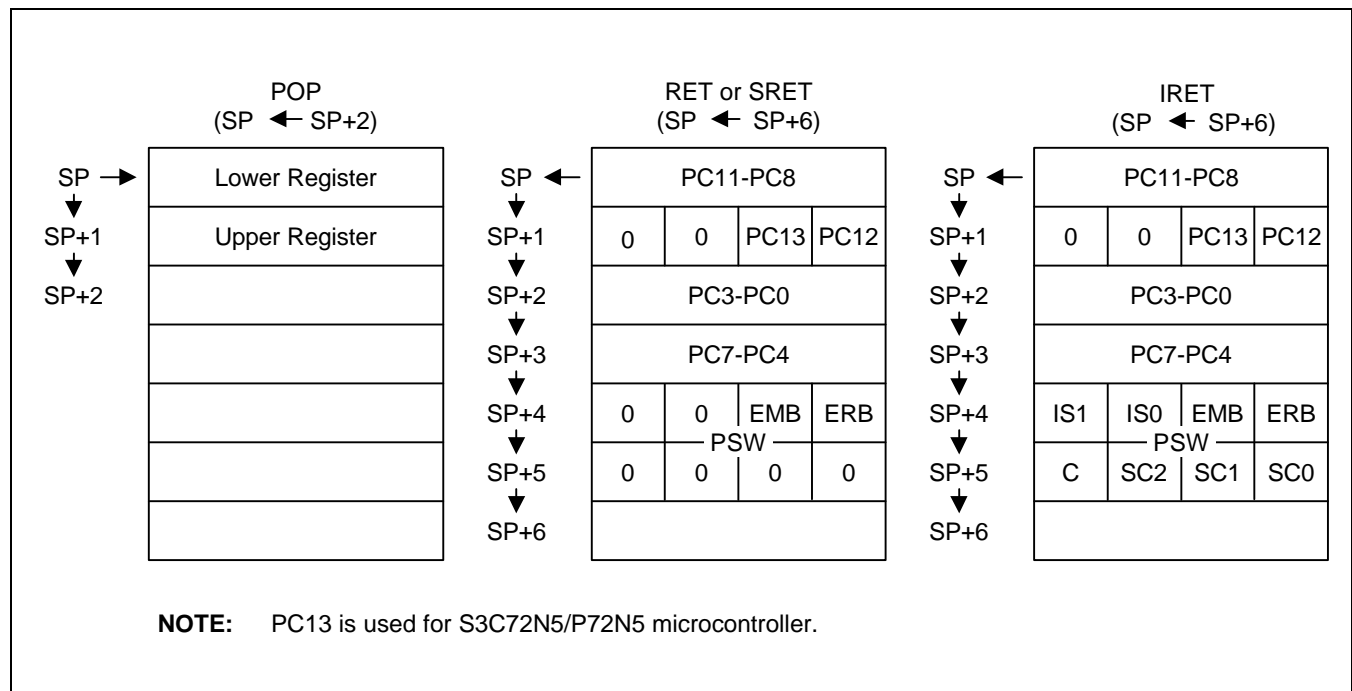 POP
(SP ← SP+2)
SP → Lower Register
SP+1 Upper Register
SP+2
RET or SRET
(SP ← SP+6)
SP ← PC11-PC8
SP+1 0 0 PC13 PC12
SP+2 PC3-PC0
SP+3 PC7-PC4
SP+4 0 0 EMB ERB
PSW
SP+5 0 0 0 0
SP+6
IRET
(SP ← SP+6)
SP ← PC11-PC8
SP+1 0 0 PC13 PC12
SP+2 PC3-PC0
SP+3 PC7-PC4
SP+4 IS1 IS0 EMB ERB
PSW
SP+5 C SC2 SC1 SC0
SP+6
NOTE: PC13 is used for S3C72N5/P72N5 microcontroller.